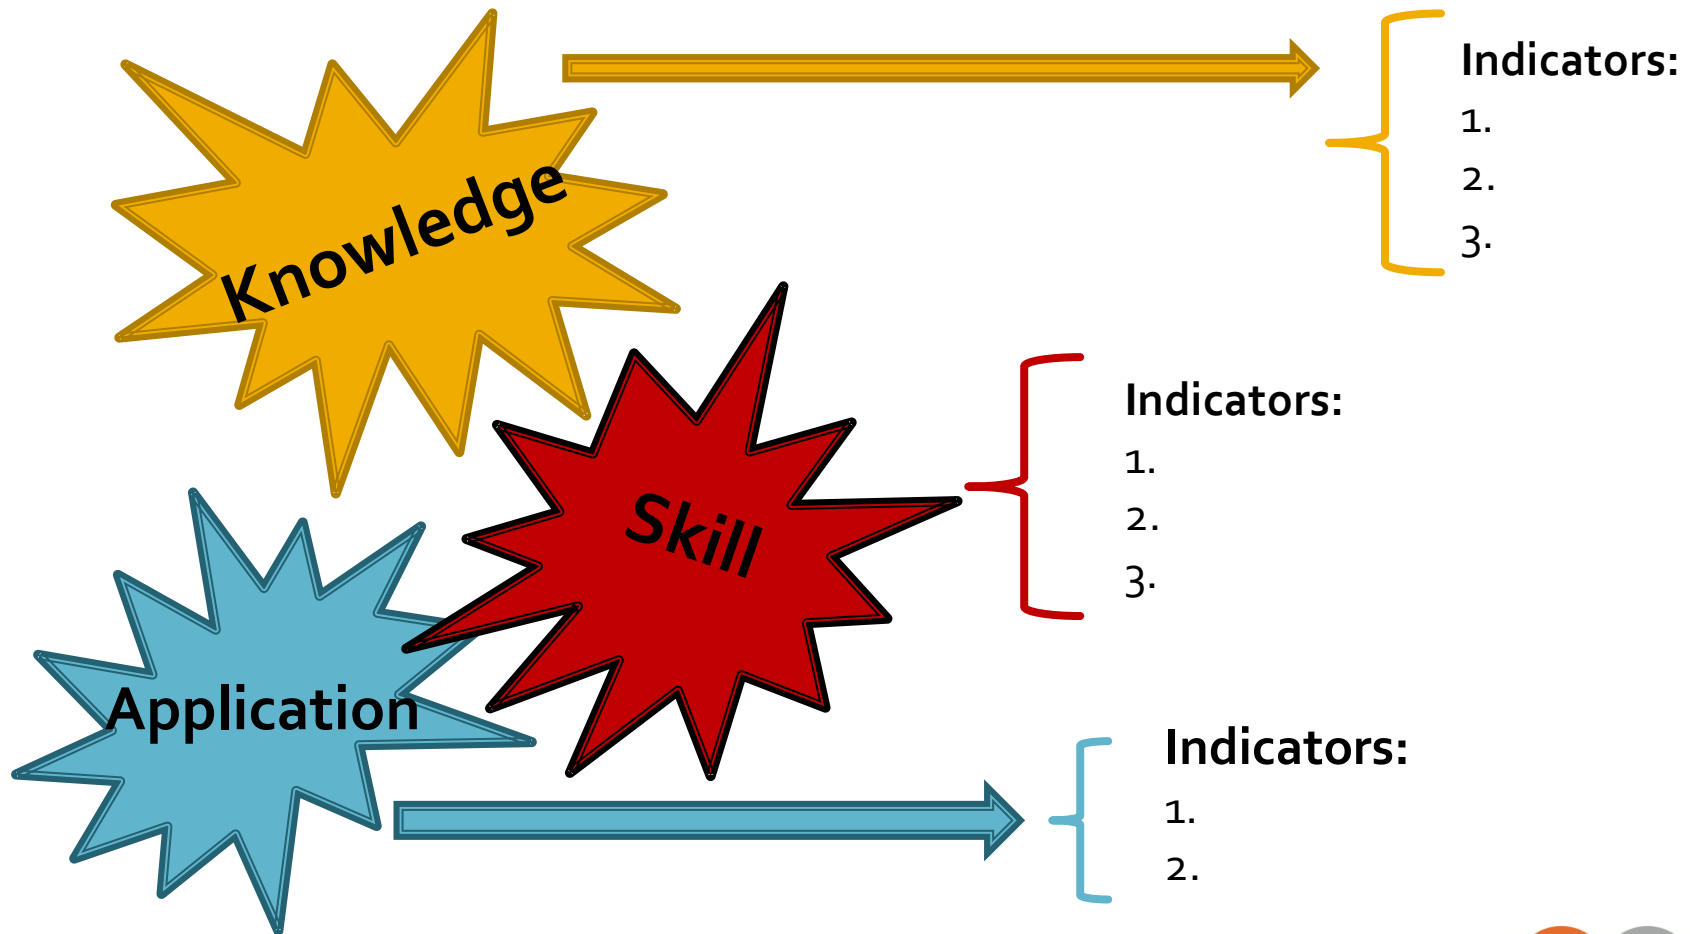 Knowledge
Indicators:
1.
2.
3.
Skill
Indicators:
1.
2.
3.
Application
Indicators:
1.
2.